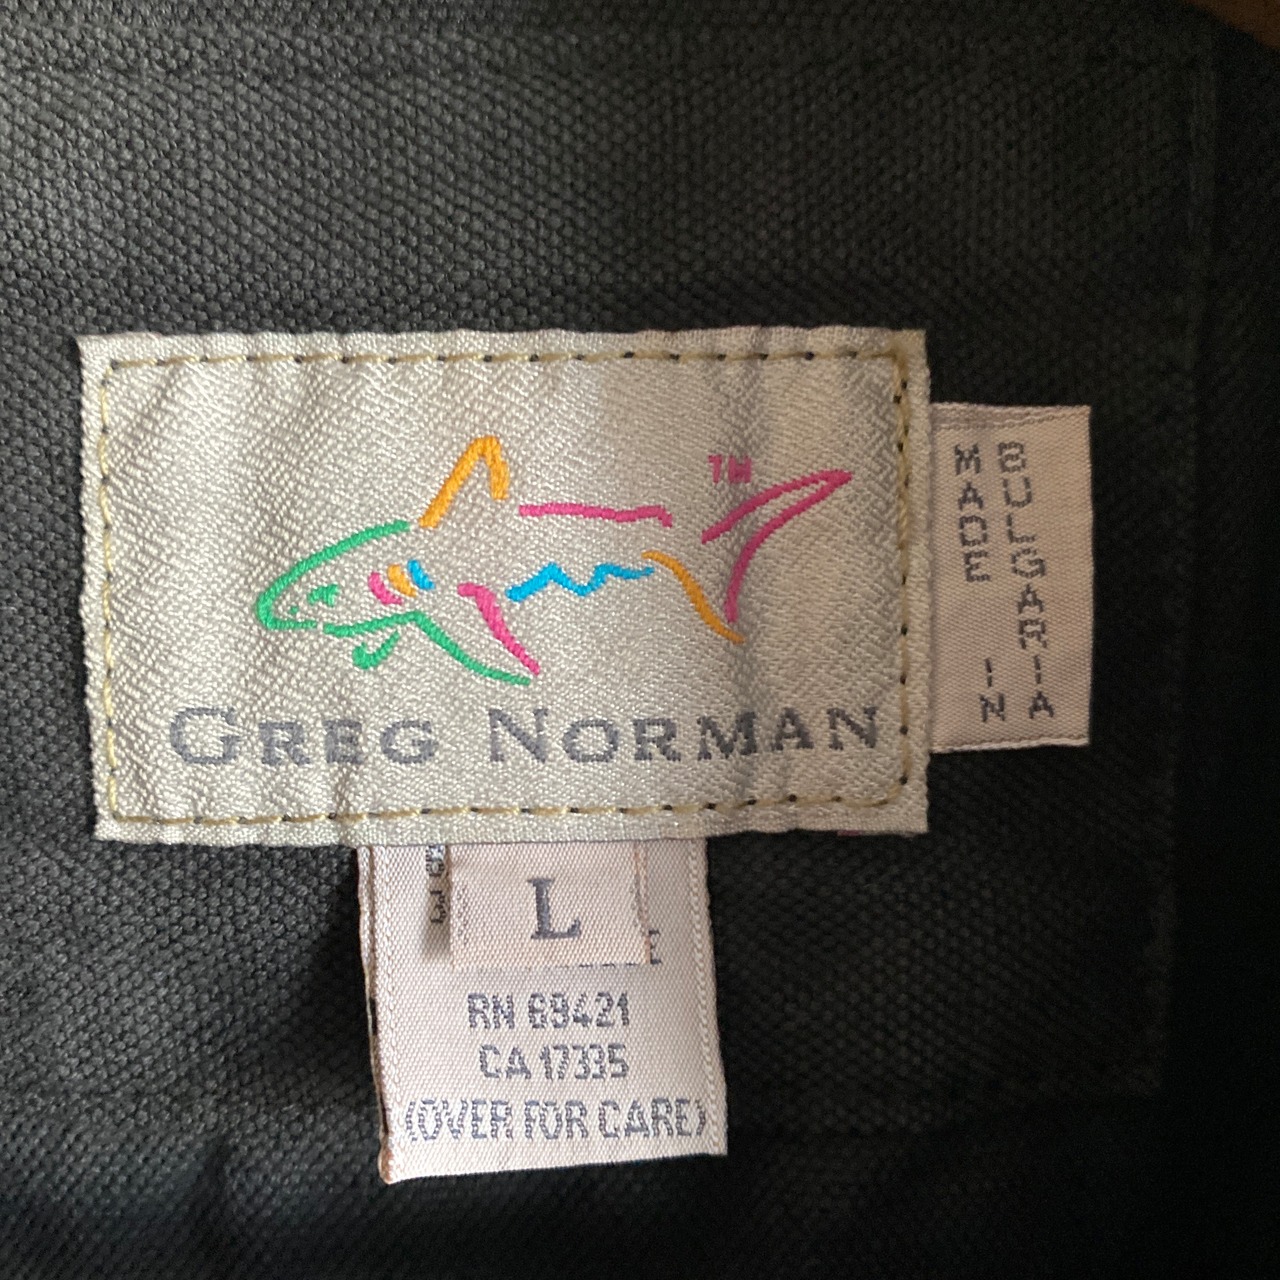 TM
GREG NORMAN
MADE IN
BULGARIA
L
RN 69421
CA 17335
(OVER FOR CARE)